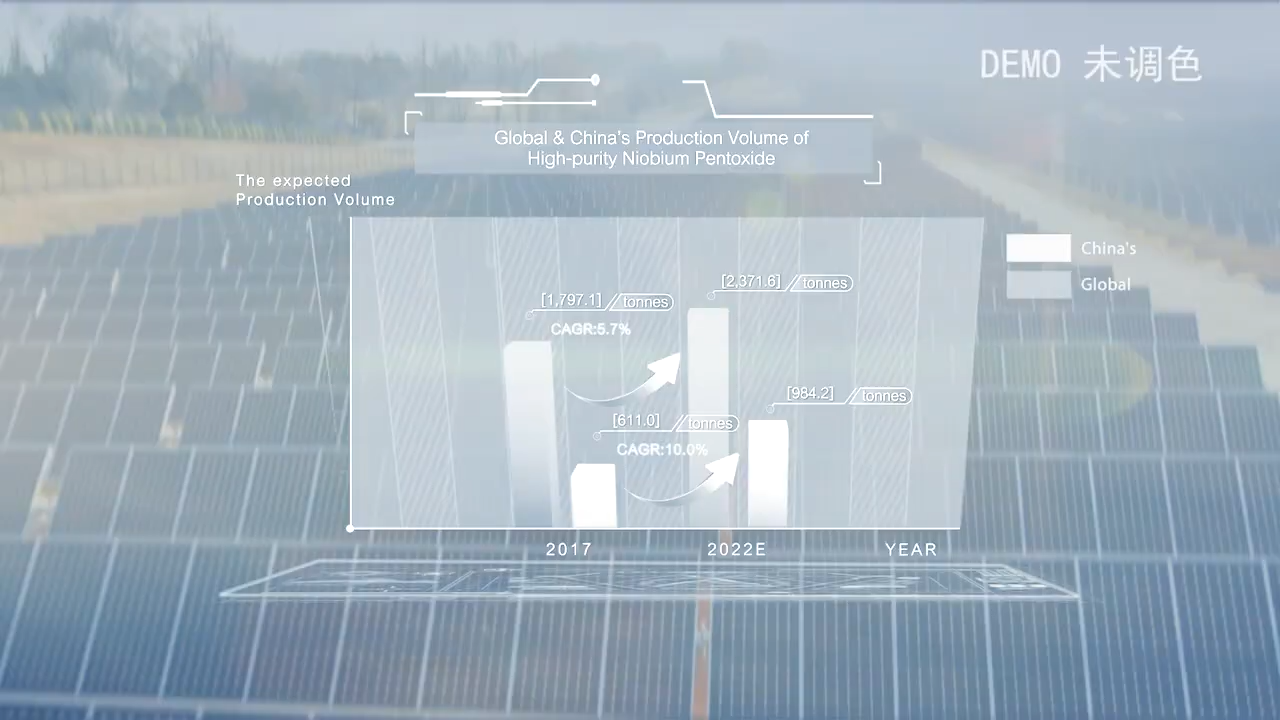 DEMO 未调色
Global & China's Production Volume of
High-purity Niobium Pentoxide
The expected
Production Volume
China's
Global
[2,371.6] tonnes
[1,797.1] tonnes
CAGR:5.7%
[984.2] tonnes
[611.0] tonnes
CAGR:10.0%
2017
2022E
YEAR